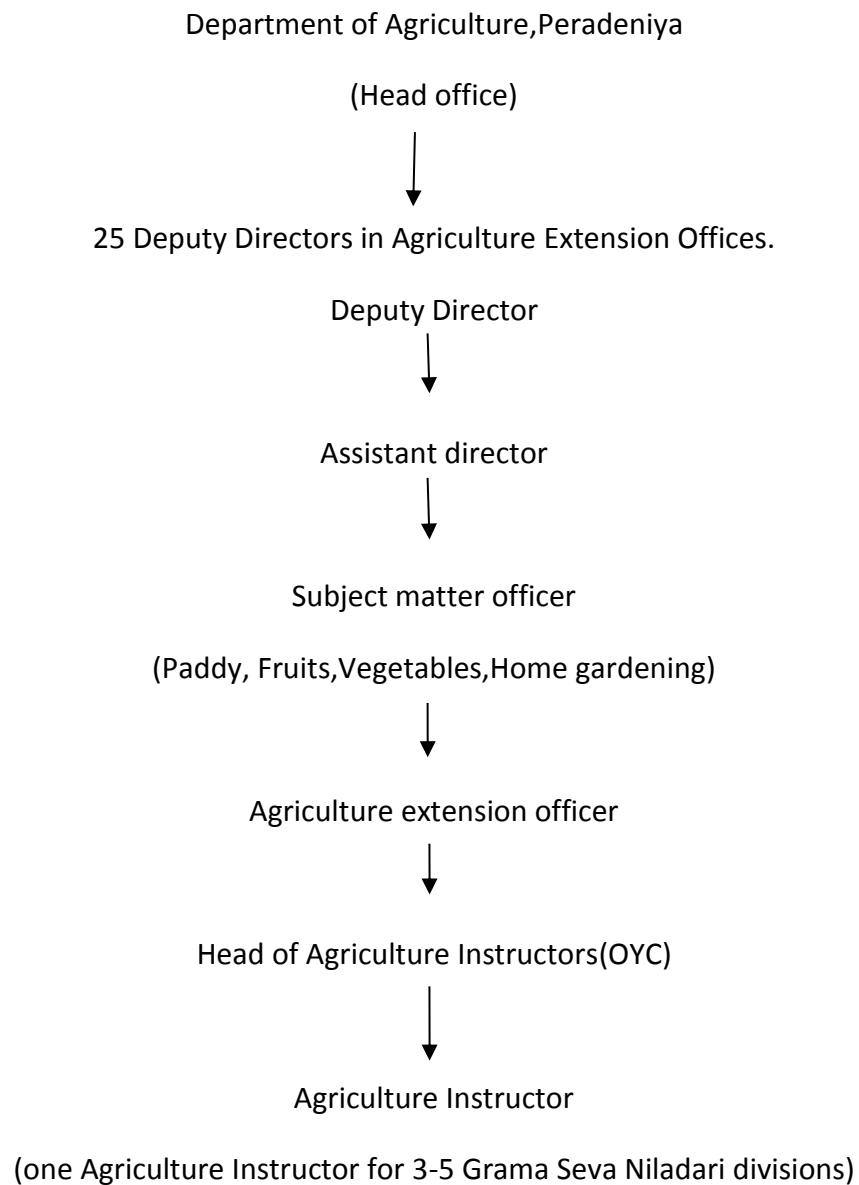 Department of Agriculture,Peradeniya
(Head office)
25 Deputy Directors in Agriculture Extension Offices.
Deputy Director
Assistant director
Subject matter officer
(Paddy, Fruits,Vegetables,Home gardening)
Agriculture extension officer
Head of Agriculture Instructors(OYC)
Agriculture Instructor
(one Agriculture Instructor for 3-5 Grama Seva Niladari divisions)